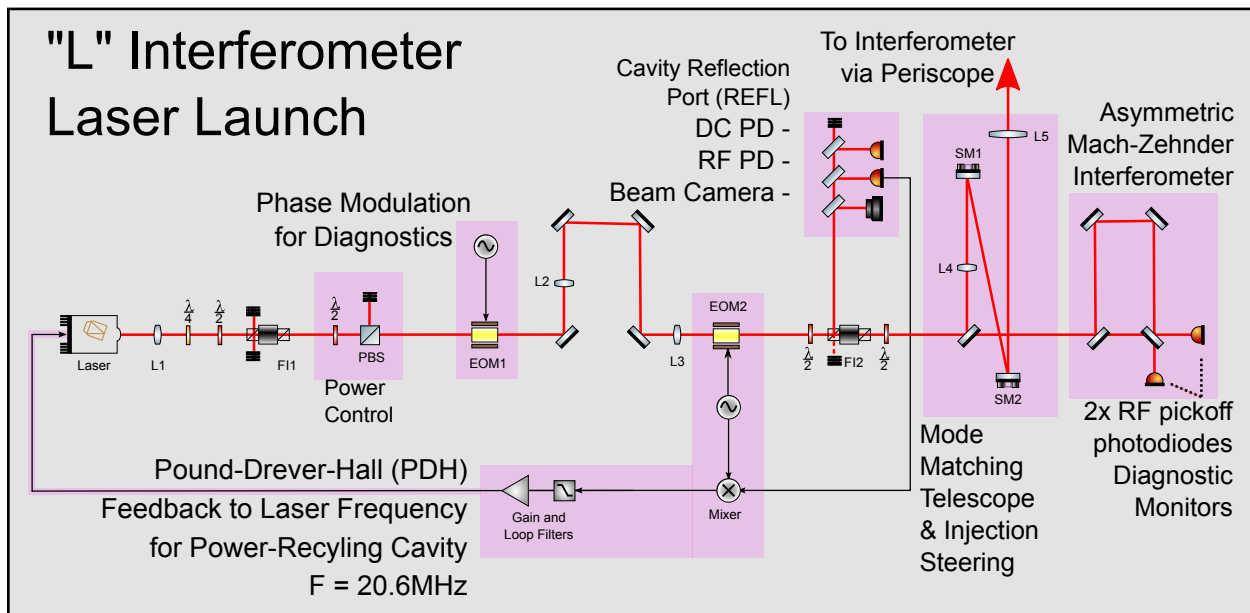 "L" Interferometer
Laser Launch
To Interferometer
via Periscope
Cavity Reflection
Port (REFL)
DC PD -
RF PD -
Beam Camera -
Asymmetric
Mach-Zehnder
Interferometer
Phase Modulation
for Diagnostics
L5
SM1
L4
L2
EOM2
λ/4
λ/2
λ/2
Laser
L1
FI1
PBS
EOM1
L3
λ/2
FI2
λ/2
SM2
Power
Control
2x RF pickoff
photodiodes
Diagnostic
Monitors
Mode
Matching
Telescope
& Injection
Steering
Pound-Drever-Hall (PDH)
Feedback to Laser Frequency
for Power-Recyling Cavity
F = 20.6MHz
Gain and
Loop Filters
Mixer